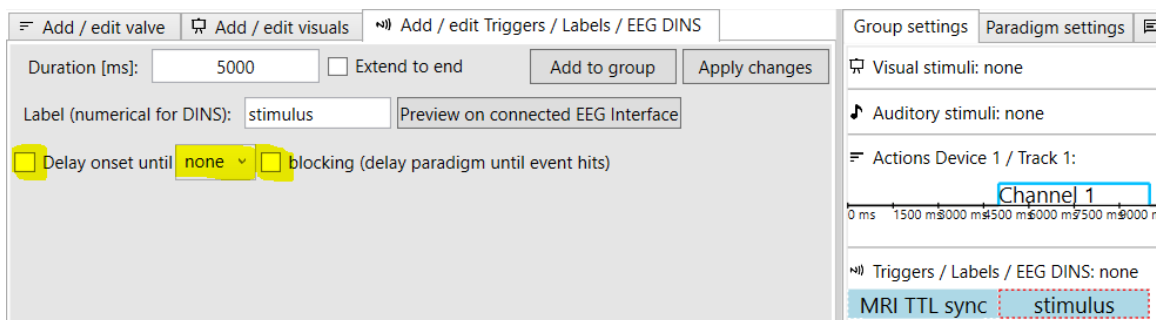 Add / edit valve
Add / edit visuals
Add / edit Triggers / Labels / EEG DINS
Duration [ms]: 5000 Extend to end Add to group Apply changes
Label (numerical for DINS): stimulus Preview on connected EEG Interface
Delay onset until none blocking (delay paradigm until event hits)
Group settings Paradigm settings
Visual stimuli: none
Auditory stimuli: none
Actions Device 1 / Track 1:
Channel 1
0 ms 1500 ms 3000 ms 4500 ms 6000 ms 7500 ms 9000
Triggers / Labels / EEG DINS: none
MRI TTL sync stimulus